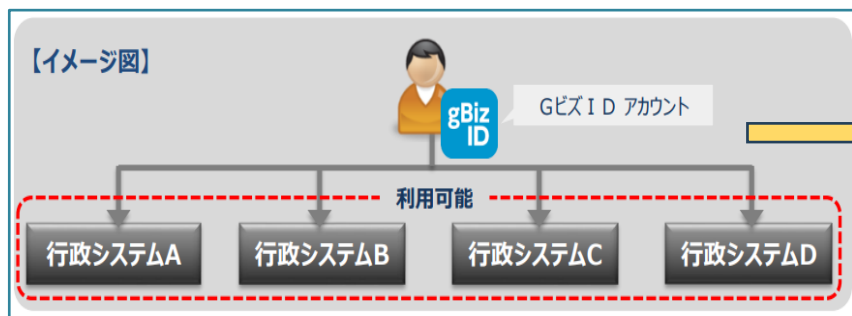 【イメージ図】
gBiz
ID
GビズID アカウント
利用可能
行政システムA
行政システムB
行政システムC
行政システムD